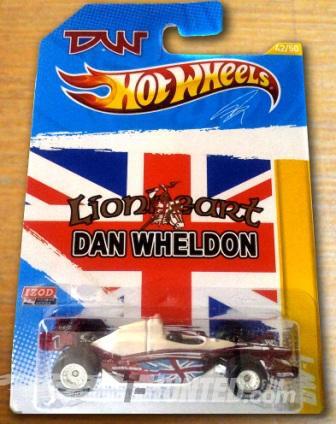 DW
42/50
HOT WHEELS
Lionheart
DAN WHELDON
IZOD